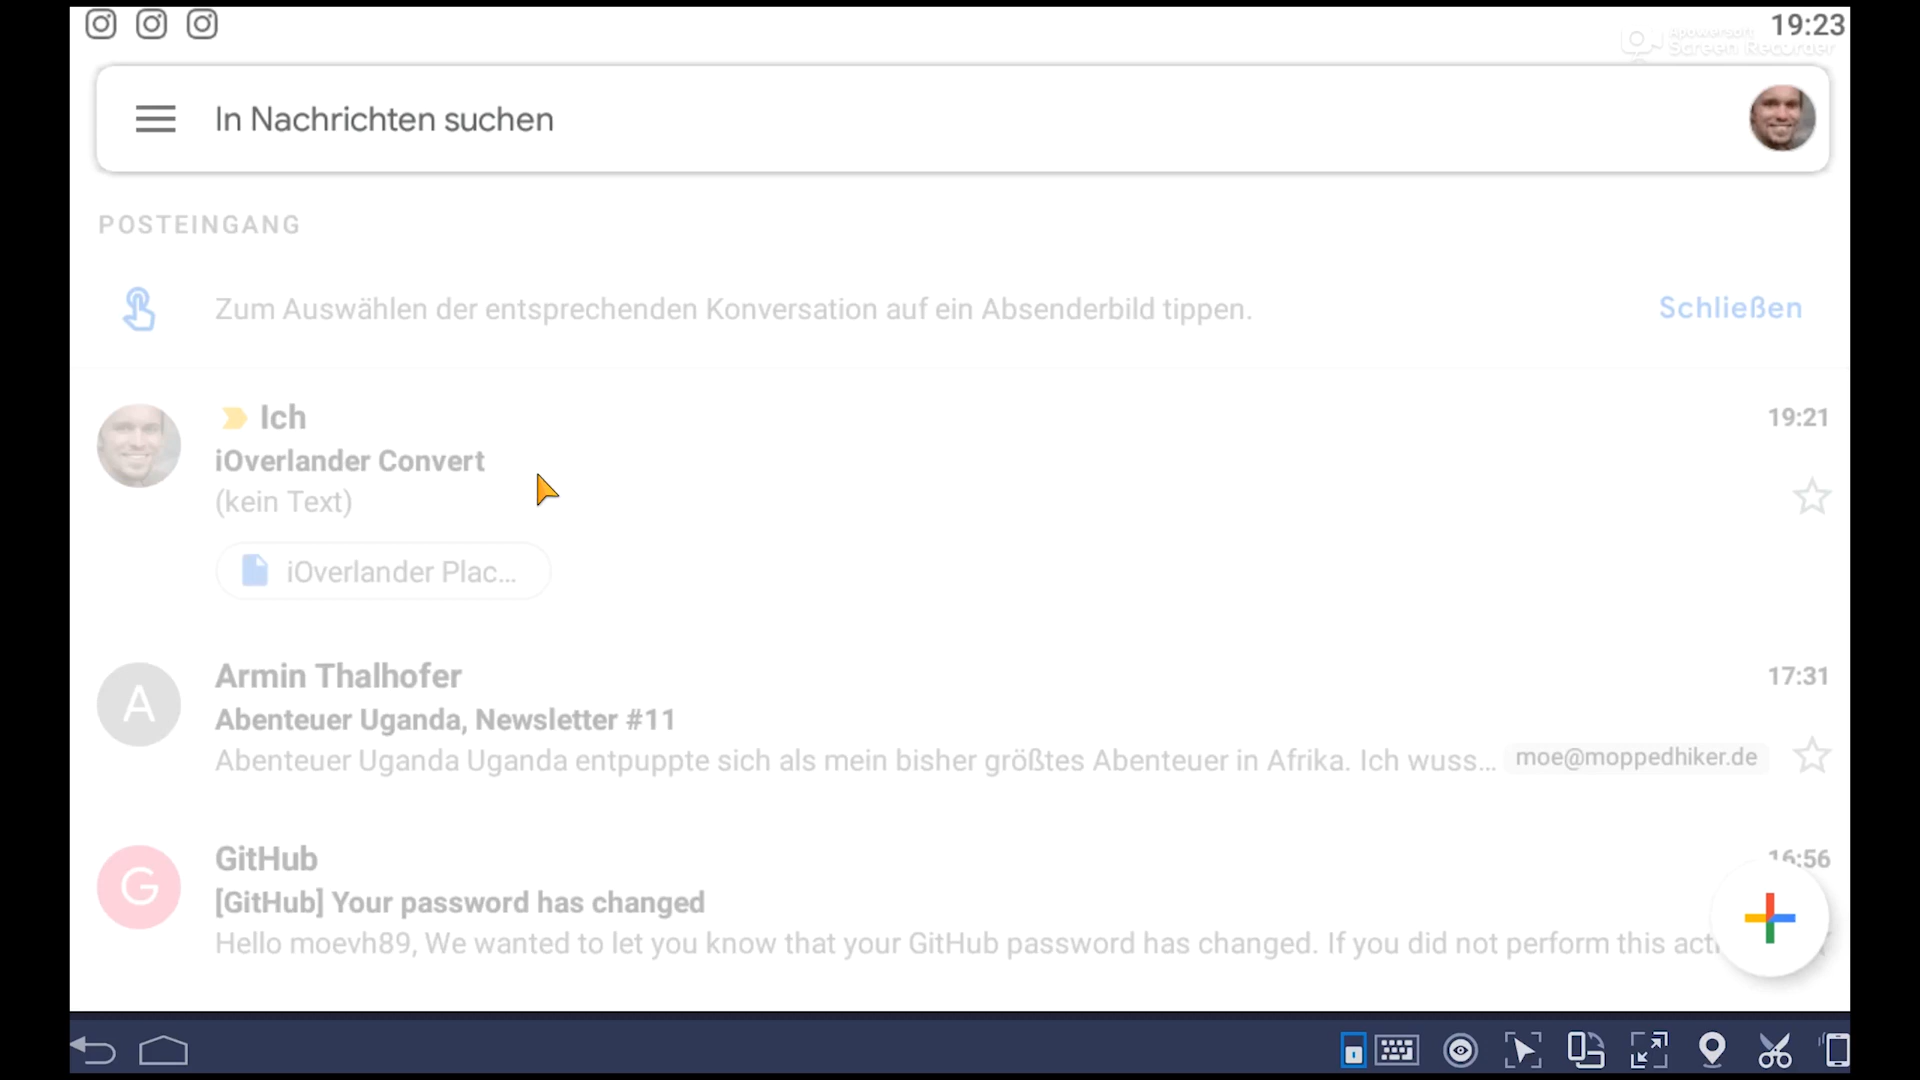 19:23
Apowersoft
Screen Recorder
In Nachrichten suchen
POSTEINGANG
Zum Auswählen der entsprechenden Konversation auf ein Absenderbild tippen.
Schließen
Ich
19:21
iOverlander Convert
(kein Text)
iOverlander Plac...
A
Armin Thalhofer
17:31
Abenteuer Uganda, Newsletter #11
Abenteuer Uganda Uganda entpuppte sich als mein bisher größtes Abenteuer in Afrika. Ich wuss...
moe@moppedhiker.de
G
GitHub
16:56
[GitHub] Your password has changed
Hello moevh89, We wanted to let you know that your GitHub password has changed. If you did not perform this acti